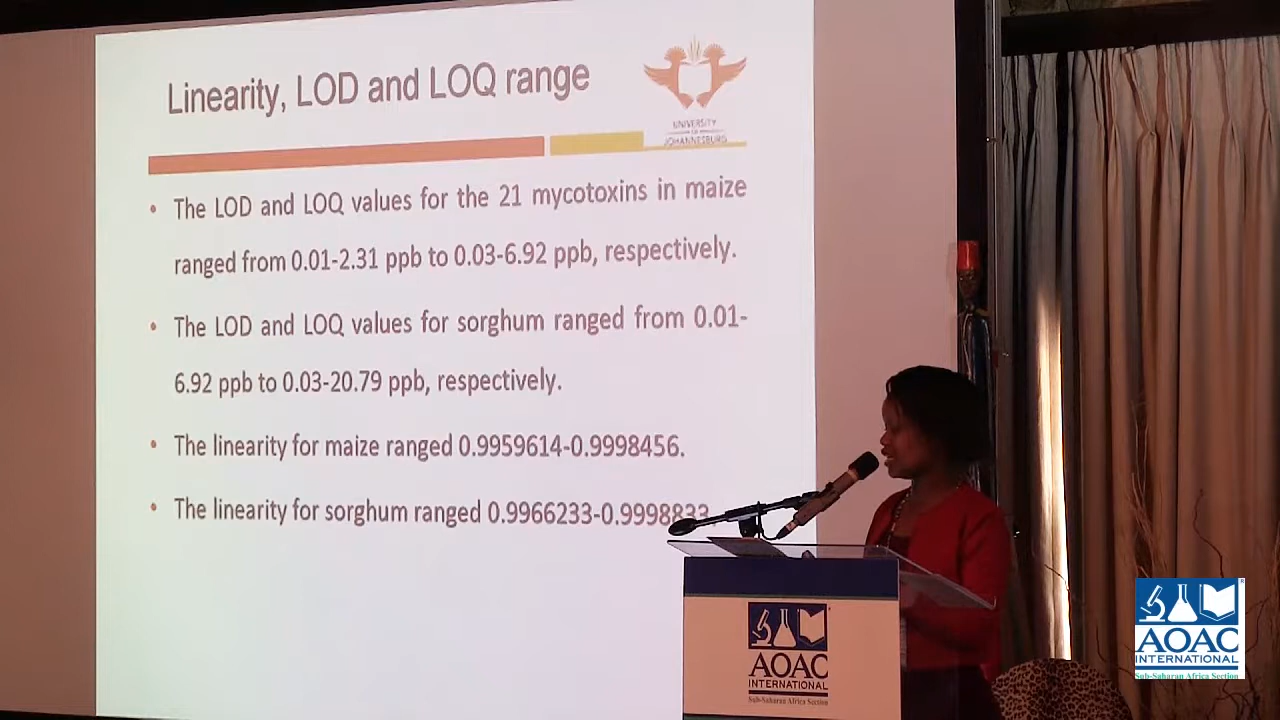 Linearity, LOD and LOQ range
UNIVERSITY
OF
JOHANNESBURG
• The LOD and LOQ values for the 21 mycotoxins in maize
ranged from 0.01-2.31 ppb to 0.03-6.92 ppb, respectively.
• The LOD and LOQ values for sorghum ranged from 0.01-
6.92 ppb to 0.03-20.79 ppb, respectively.
• The linearity for maize ranged 0.9959614-0.9998456.
• The linearity for sorghum ranged 0.9966233-0.9998833.
AOAC
INTERNATIONAL
Sub-Saharan Africa Section
AOAC
INTERNATIONAL
Sub-Saharan Africa Section